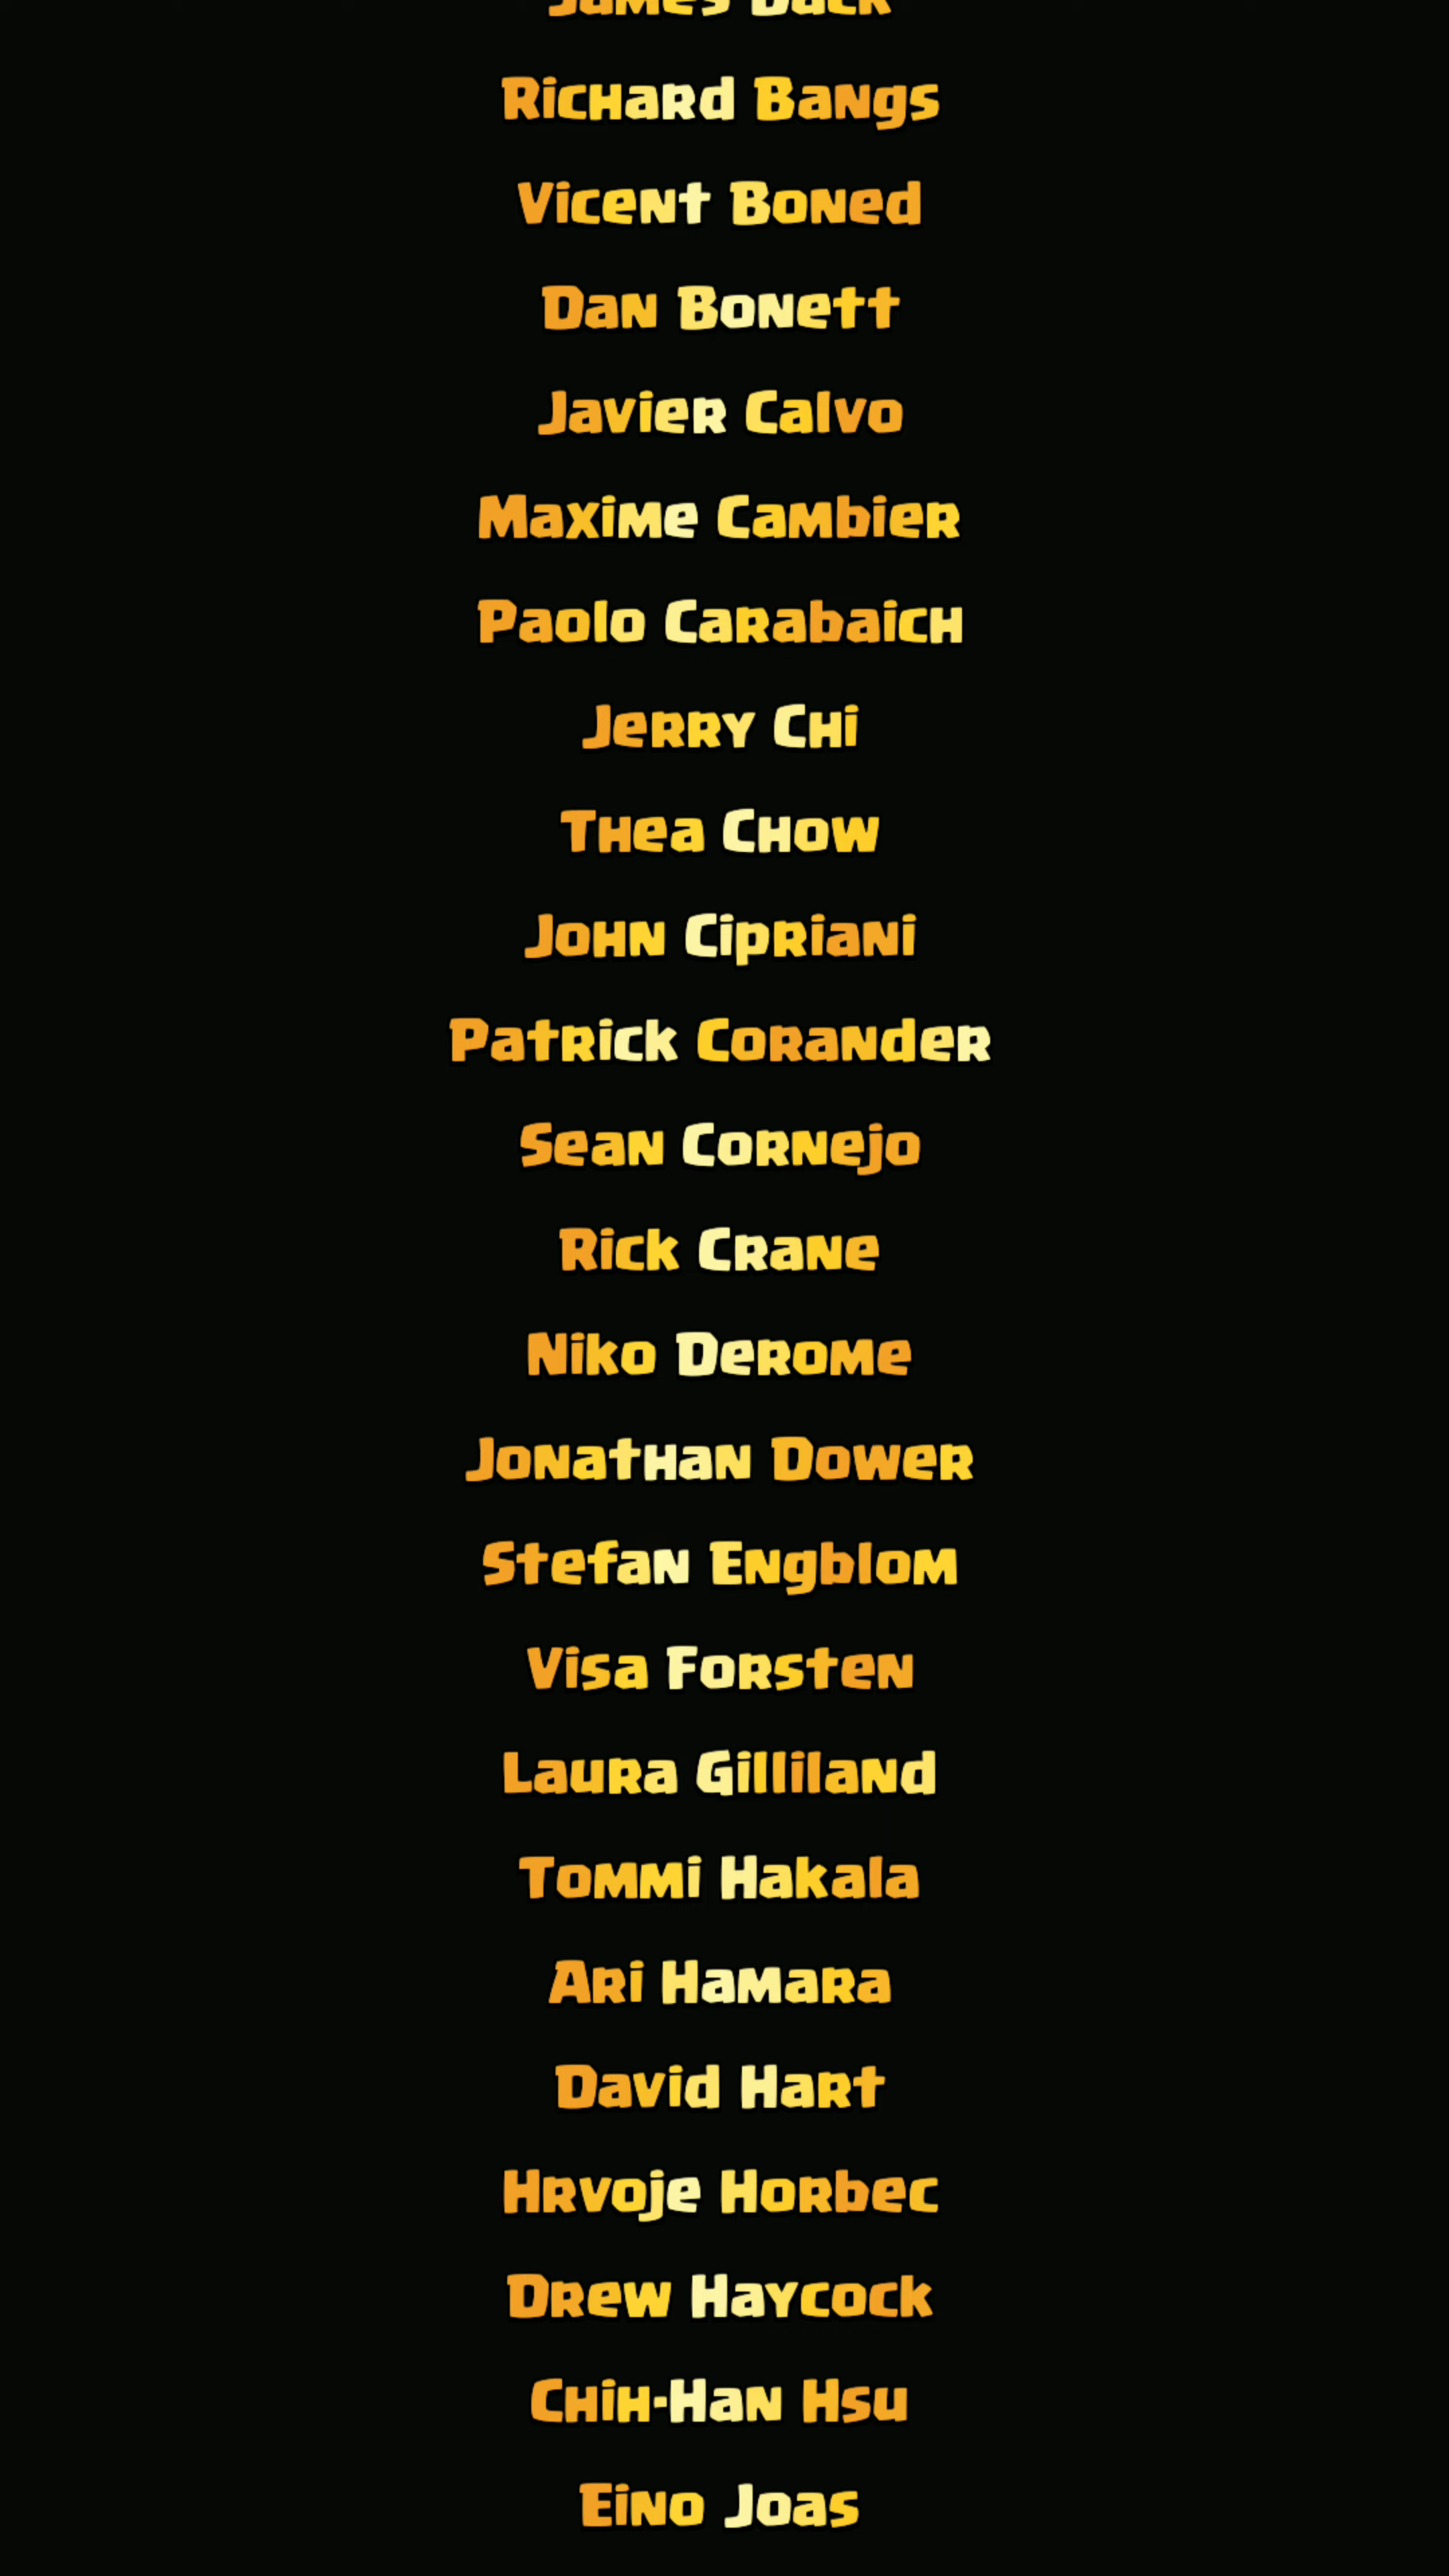 Richard Bangs
Vicent Boned
Dan Bonett
Javier Calvo
Maxime Cambier
Paolo Carabaich
Jerry Chi
Thea Chow
John Cipriani
Patrick Corander
Sean Cornejo
Rick Crane
Niko Derome
Jonathan Dower
Stefan Engblom
Visa Forsten
Laura Gilliland
Tommi Hakala
Ari Hamara
David Hart
Hrvoje Horbec
Drew Haycock
Chih-Han Hsu
Eino Joas